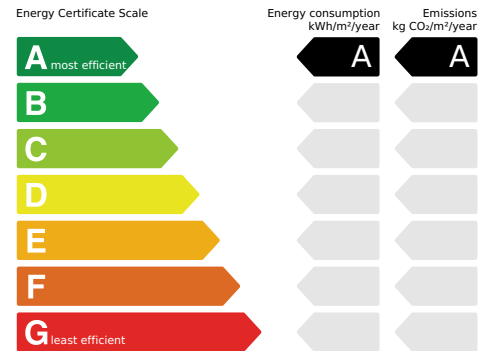 Energy Certificate Scale
Energy consumption
kWh/m²/year
Emissions
kg CO₂/m²/year
A most efficient
A
A
B
C
D
E
F
G least efficient